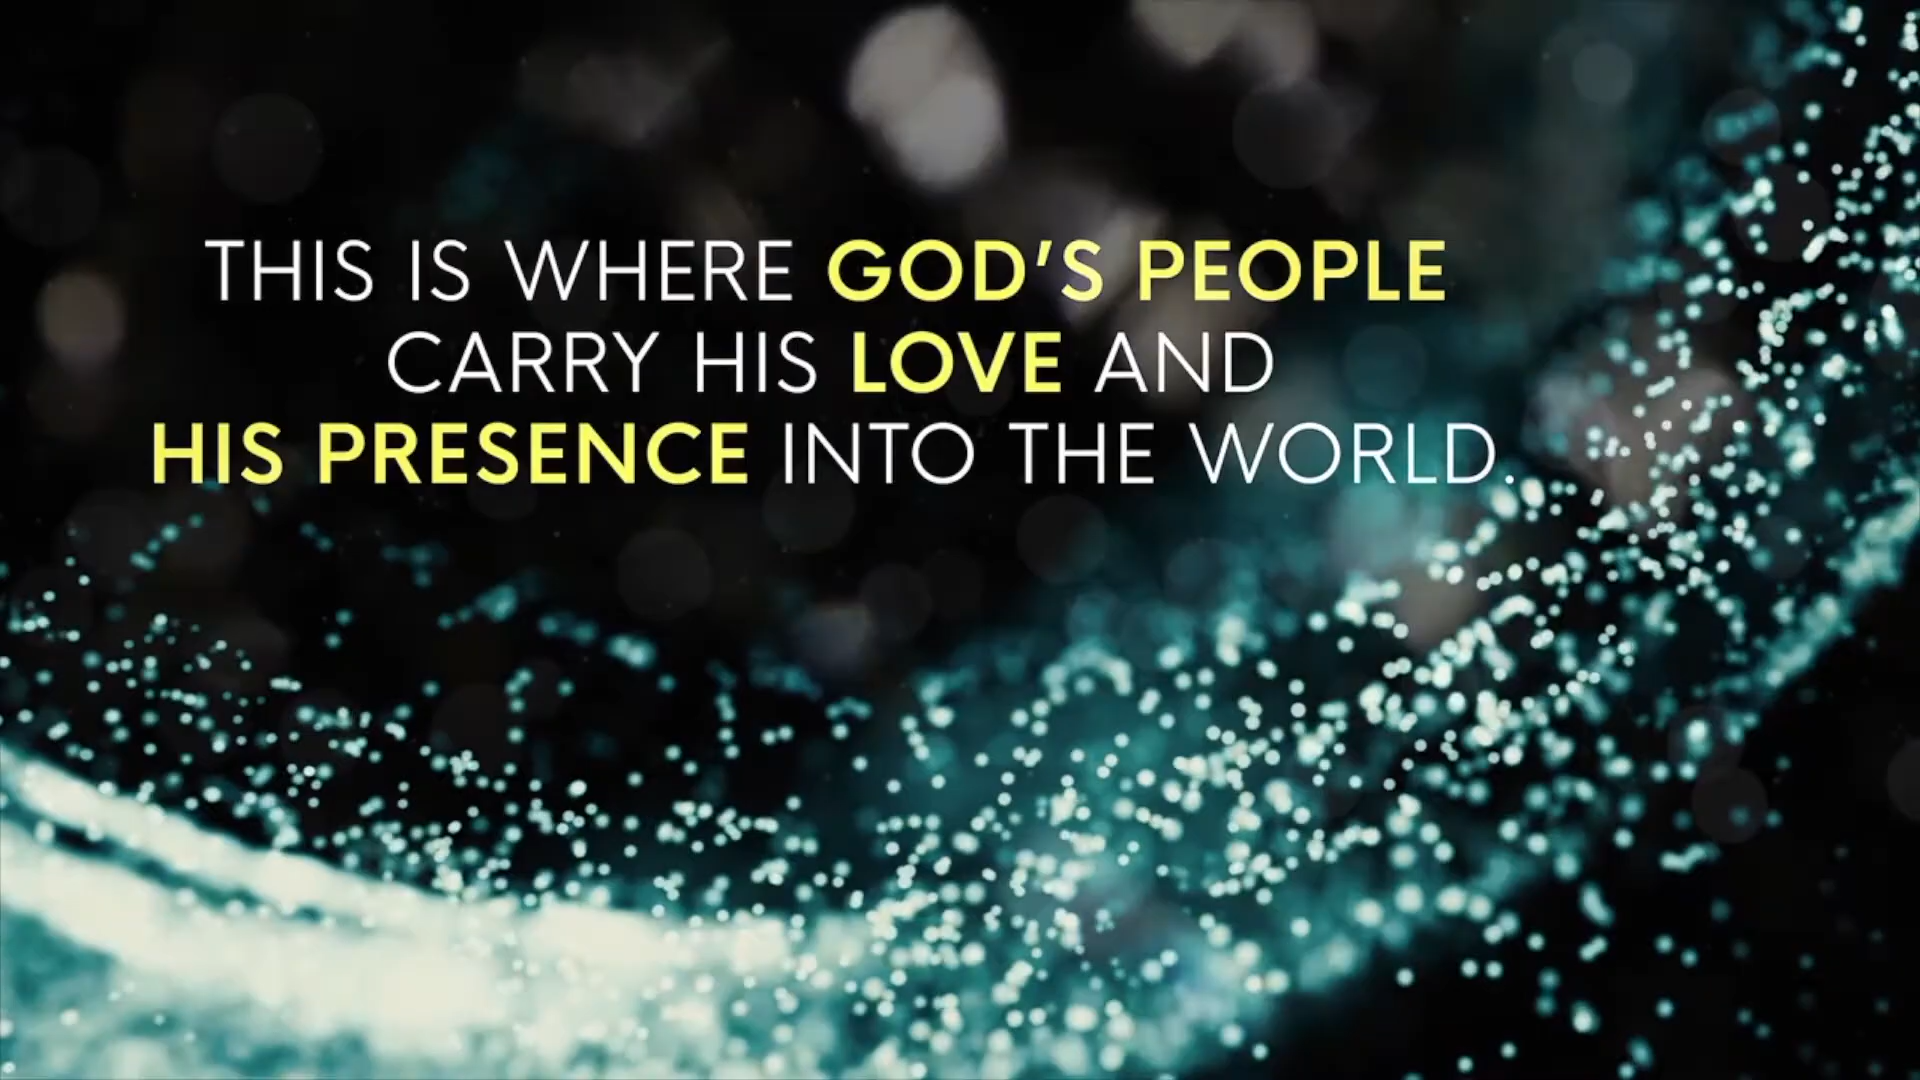 THIS IS WHERE GOD'S PEOPLE
CARRY HIS LOVE AND
HIS PRESENCE INTO THE WORLD.